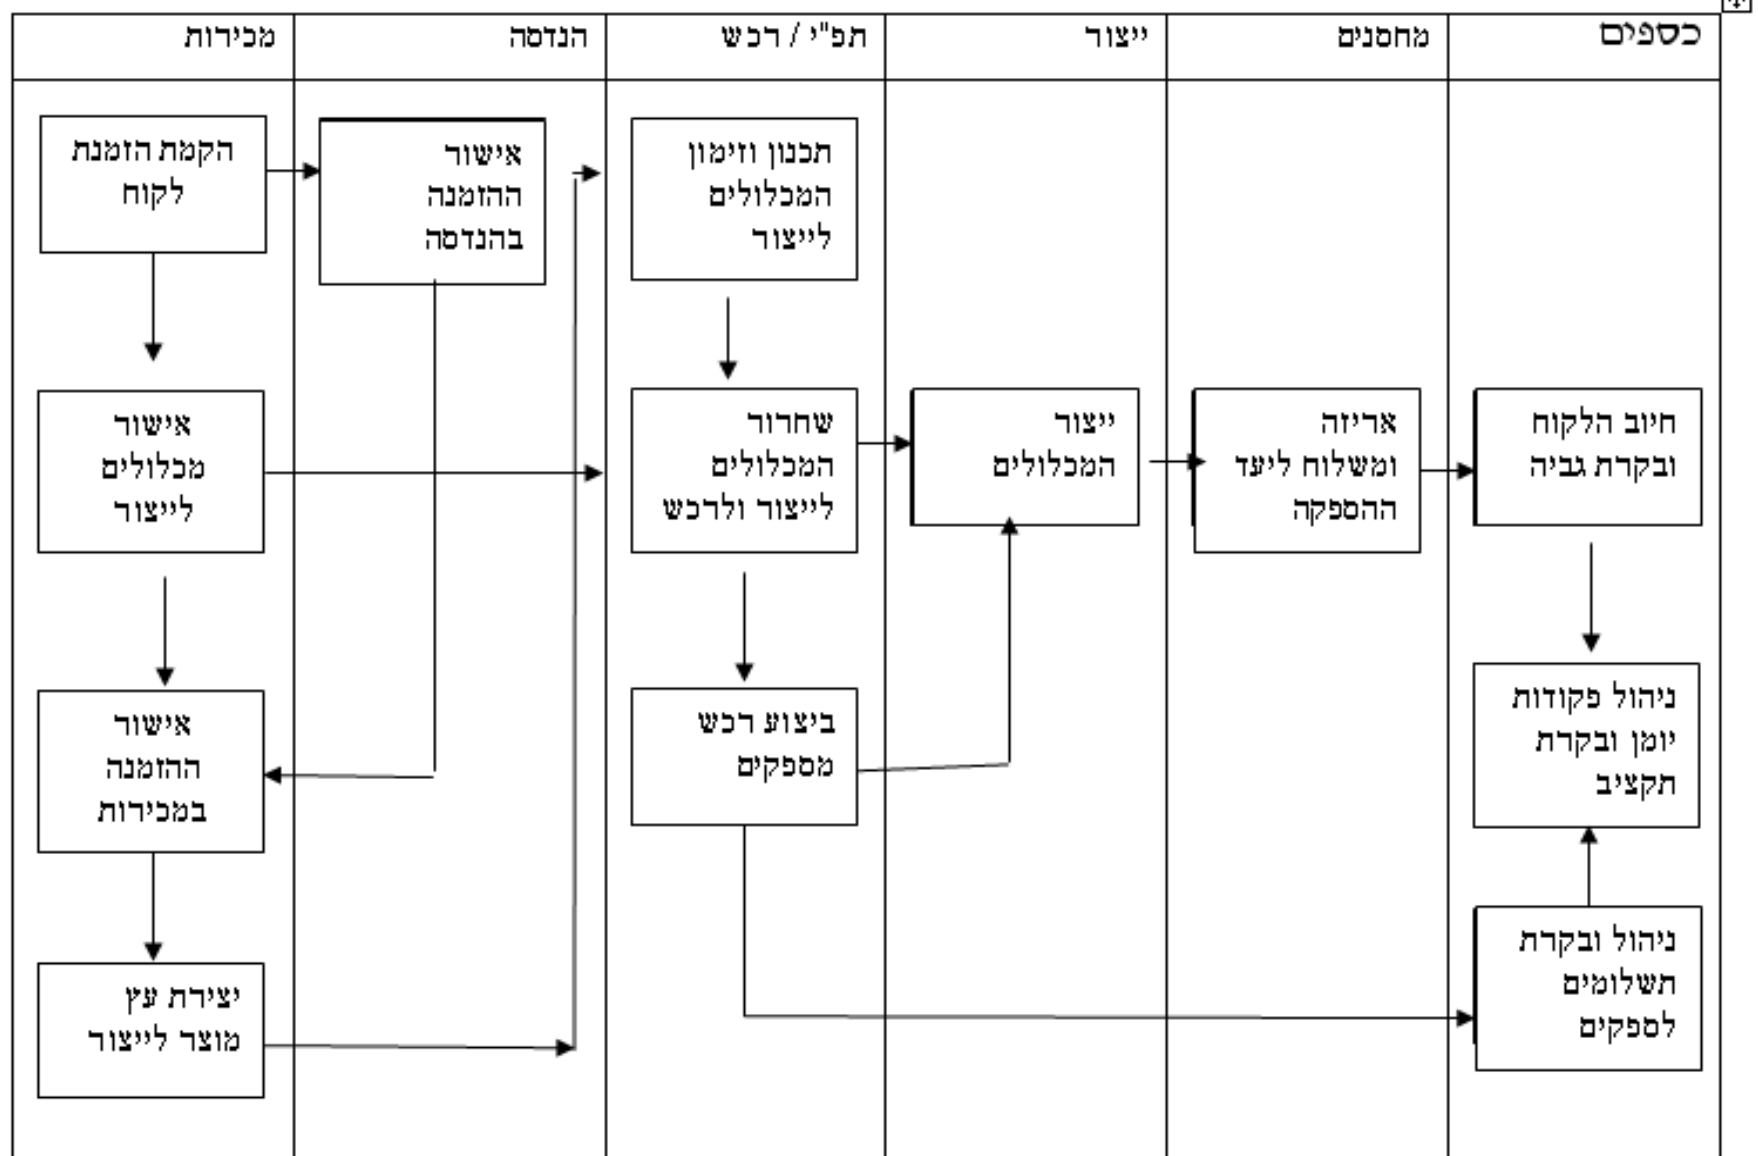 מכירות
הנדסה
תפ"י / רכש
ייצור
מחסנים
כספים
הקמת הזמנת
לקוח
אישור
ההזמנה
בהנדסה
תכנון וזימון
המכלולים
לייצור
אישור
מכלולים
לייצור
שחרור
המכלולים
לייצור ולרכש
ייצור
המכלולים
אריזה
ומשלוח ליעד
ההספקה
חיוב הלקוח
ובקרת גביה
אישור
ההזמנה
במכירות
ביצוע רכש
מספקים
ניהול פקודות
יומן ובקרת
תקציב
יצירת עץ
מוצר לייצור
ניהול ובקרת
תשלומים
לספקים